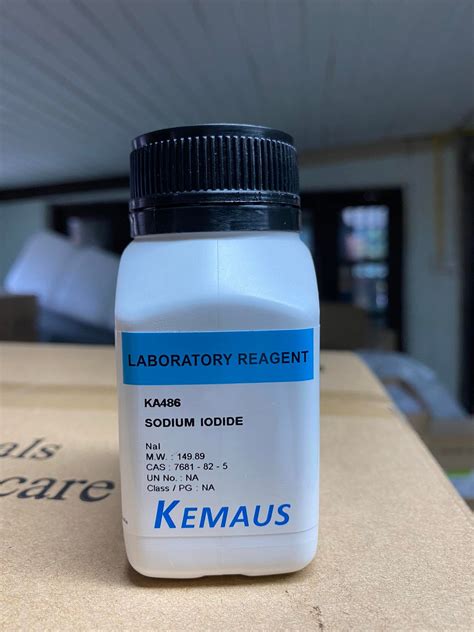 LABORATORY REAGENT
KA486
SODIUM IODIDE
NaI
M.W. : 149.89
CAS : 7681 - 82 - 5
UN No. : NA
Class / PG : NA
KEMAUS
als
care